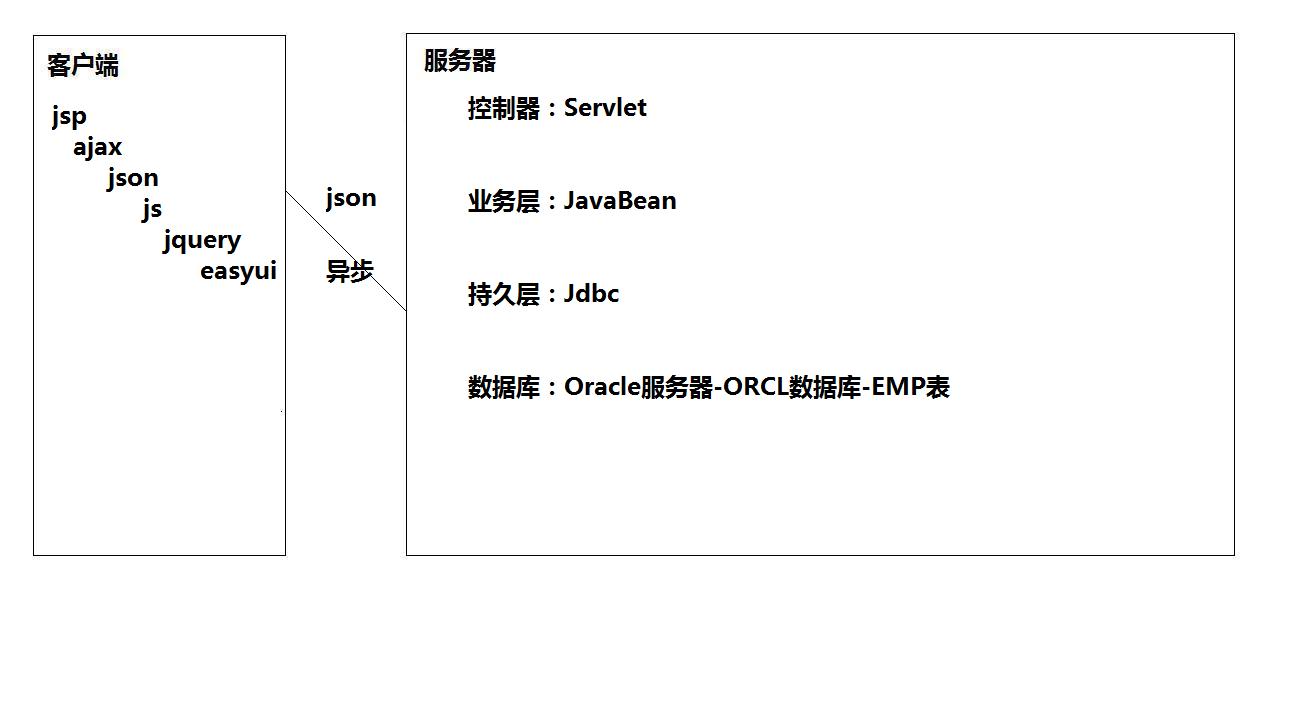 客户端
jsp
ajax
json
js
jquery
easyui
json
异步
服务器
控制器：Servlet
业务层：JavaBean
持久层：Jdbc
数据库：Oracle服务器-ORCL数据库-EMP表